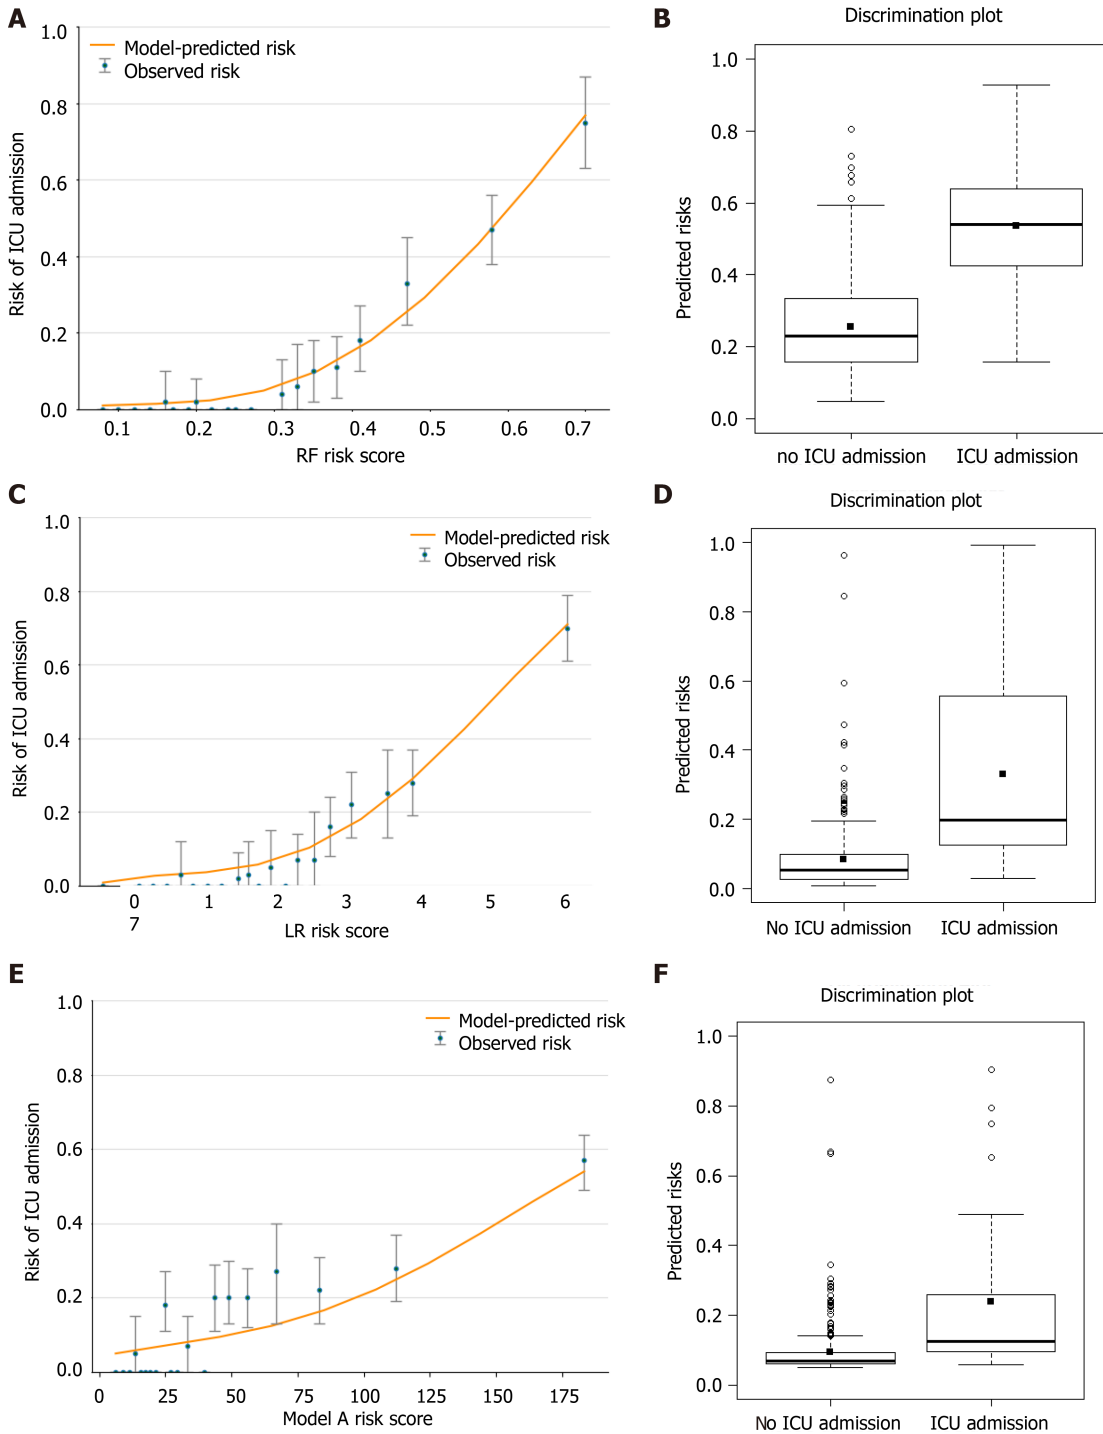 A
1.0
0.8
0.6
0.4
0.2
0.0
Risk of ICU admission
Model-predicted risk
Observed risk
0.1 0.2 0.3 0.4 0.5 0.6 0.7
RF risk score
B
Discrimination plot
1.0
0.8
0.6
0.4
0.2
0.0
Predicted risks
no ICU admission ICU admission
C
1.0
0.8
0.6
0.4
0.2
0.0
Risk of ICU admission
Model-predicted risk
Observed risk
0 1 2 3 4 5 6
7
LR risk score
D
Discrimination plot
1.0
0.8
0.6
0.4
0.2
0.0
Predicted risks
No ICU admission ICU admission
E
1.0
0.8
0.6
0.4
0.2
0.0
Risk of ICU admission
Model-predicted risk
Observed risk
0 25 50 75 100 125 150 175
Model A risk score
F
Discrimination plot
1.0
0.8
0.6
0.4
0.2
0.0
Predicted risks
No ICU admission ICU admission